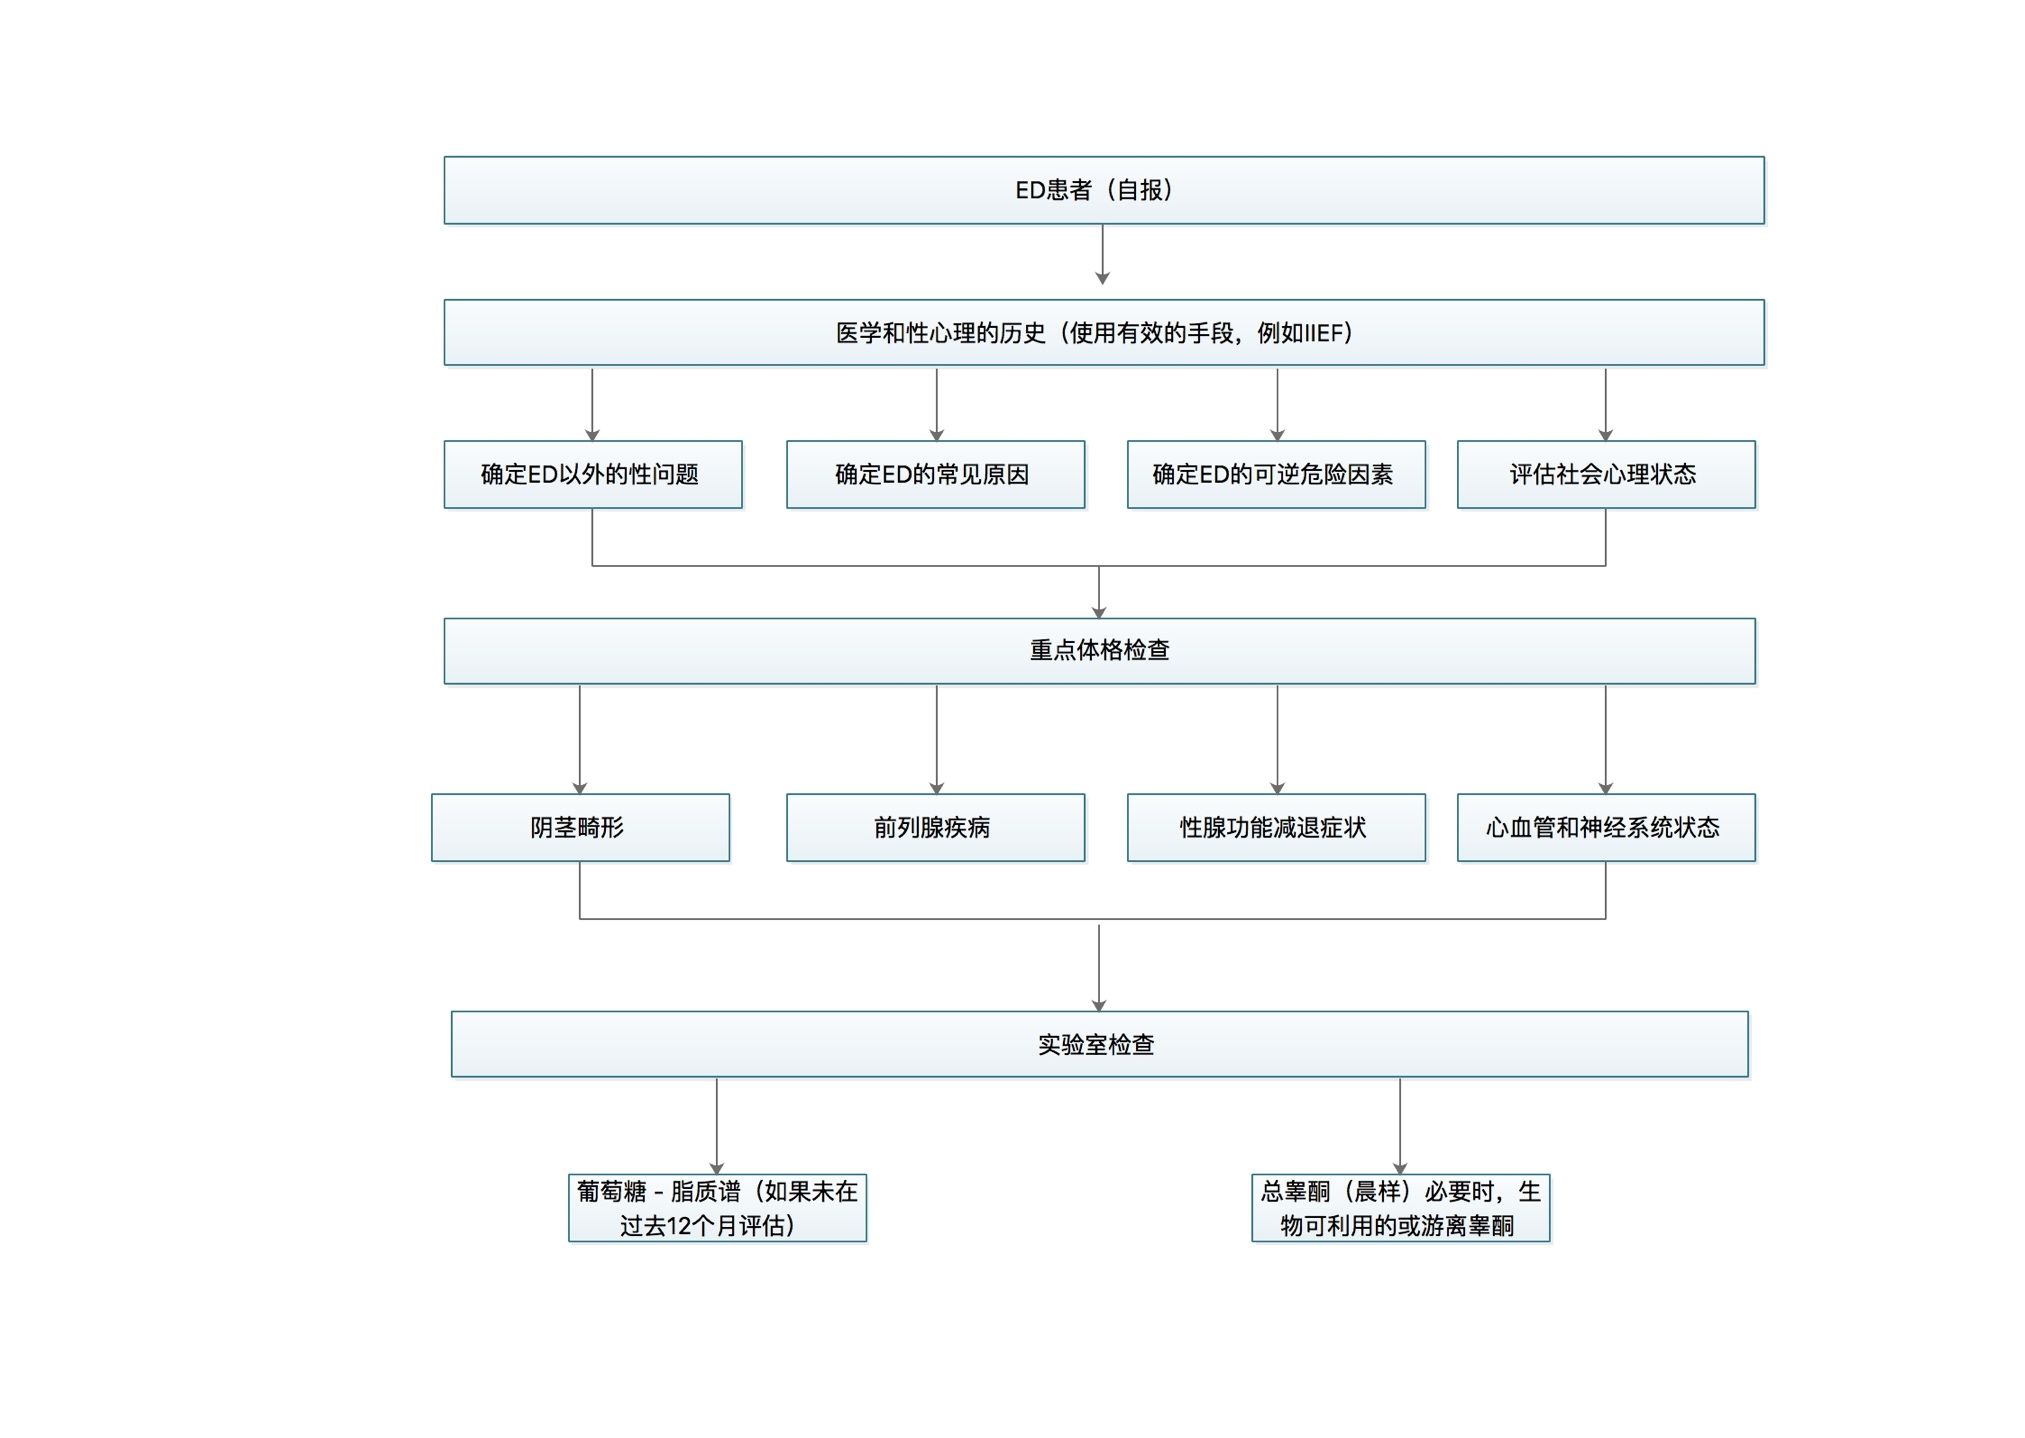 ED患者（自报）
医学和性心理的历史（使用有效的手段，例如IIEF）
确定ED以外的性问题
确定ED的常见原因
确定ED的可逆危险因素
评估社会心理状态
重点体格检查
阴茎畸形
前列腺疾病
性腺功能减退症状
心血管和神经系统状态
实验室检查
葡萄糖 - 脂质谱（如果未在
过去12个月评估）
总睾酮（晨样）必要时，生
物可利用的或游离睾酮